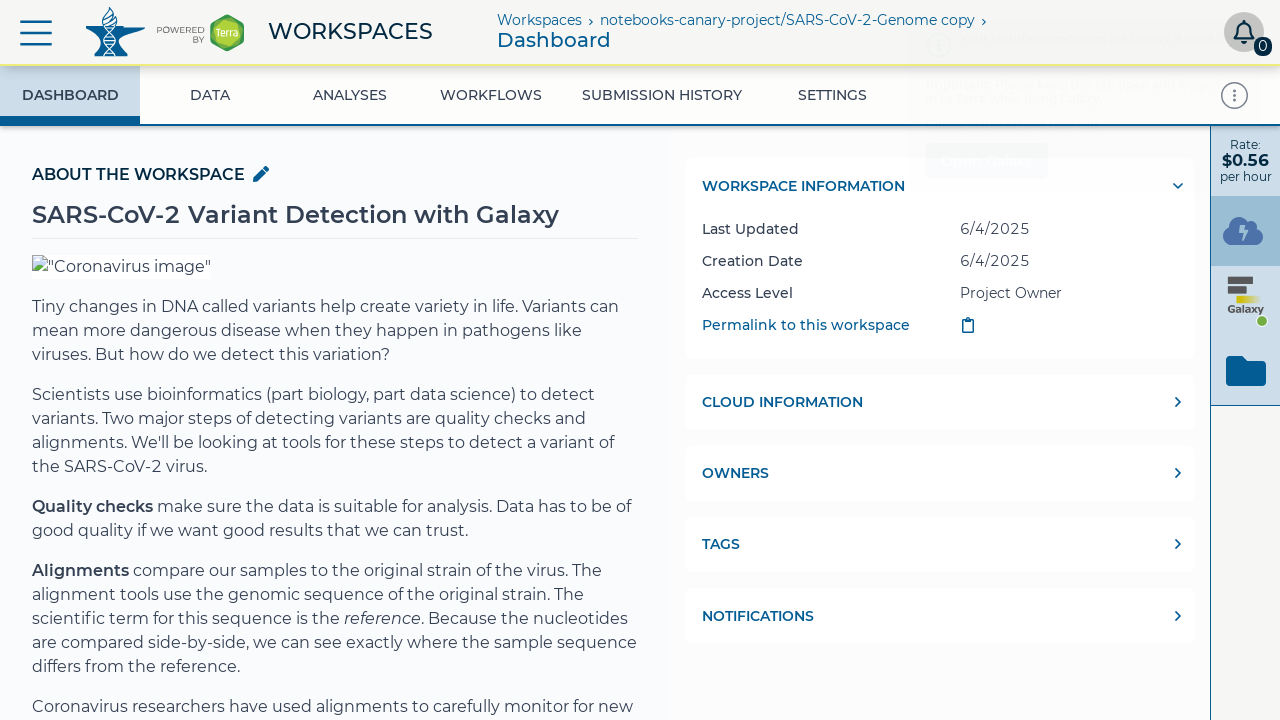 POWERED BY
Terra
WORKSPACES
Workspaces › notebooks-canary-project/SARS-CoV-2-Genome copy ›
Dashboard
0
DASHBOARD
DATA
ANALYSES
WORKFLOWS
SUBMISSION HISTORY
SETTINGS
ABOUT THE WORKSPACE
SARS-CoV-2 Variant Detection with Galaxy
"Coronavirus image"
Tiny changes in DNA called variants help create variety in life. Variants can
mean more dangerous disease when they happen in pathogens like
viruses. But how do we detect this variation?
Scientists use bioinformatics (part biology, part data science) to detect
variants. Two major steps of detecting variants are quality checks and
alignments. We'll be looking at tools for these steps to detect a variant of
the SARS-CoV-2 virus.
Quality checks make sure the data is suitable for analysis. Data has to be of
good quality if we want good results that we can trust.
Alignments compare our samples to the original strain of the virus. The
alignment tools use the genomic sequence of the original strain. The
scientific term for this sequence is the reference. Because the nucleotides
are compared side-by-side, we can see exactly where the sample sequence
differs from the reference.
Coronavirus researchers have used alignments to carefully monitor for new
WORKSPACE INFORMATION
Last Updated 6/4/2025
Creation Date 6/4/2025
Access Level Project Owner
Permalink to this workspace
CLOUD INFORMATION
OWNERS
TAGS
NOTIFICATIONS
Rate:
$0.56
per hour
Galaxy